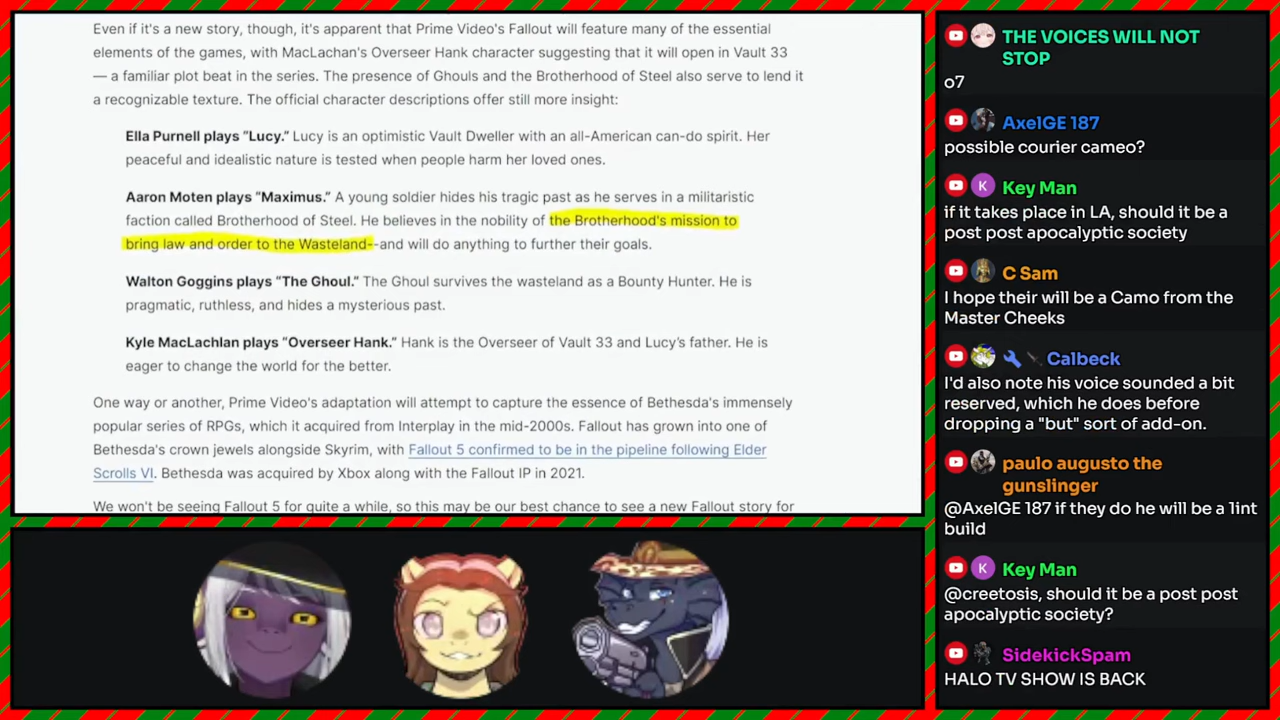 Even if it's a new story, though, it's apparent that Prime Video's Fallout will feature many of the essential
elements of the games, with MacLahan's Overseer Hank character suggesting that it will open in Vault 33
— a familiar plot beat in the series. The presence of Ghouls and the Brotherhood of Steel also serve to lend it
a recognizable texture. The official character descriptions offer still more insight:
Ella Purnell plays “Lucy.” Lucy is an optimistic Vault Dweller with an all-American can-do spirit. Her
peaceful and idealistic nature is tested when people harm her loved ones.
Aaron Moten plays “Maximus.” A young soldier hides his tragic past as he serves in a militaristic
faction called Brotherhood of Steel. He believes in the nobility of the Brotherhood's mission to
bring law and order to the Wasteland--and will do anything to further their goals.
Walton Goggins plays “The Ghoul.” The Ghoul survives the wasteland as a Bounty Hunter. He is
pragmatic, ruthless, and hides a mysterious past.
Kyle MacLachlan plays “Overseer Hank.” Hank is the Overseer of Vault 33 and Lucy’s father. He is
eager to change the world for the better.
One way or another, Prime Video's adaptation will attempt to capture the essence of Bethesda's immensely
popular series of RPGs, which it acquired from Interplay in the mid-2000s. Fallout has grown into one of
Bethesda's crown jewels alongside Skyrim, with Fallout 5 confirmed to be in the pipeline following Elder
Scrolls VI. Bethesda was acquired by Xbox along with the Fallout IP in 2021.
We won't be seeing Fallout 5 for quite a while, so this may be our best chance to see a new Fallout story for
THE VOICES WILL NOT
STOP
o7
AxelGE 187
possible courier cameo?
K Key Man
if it takes place in LA, should it be a
post post apocalyptic society
C Sam
I hope their will be a Camo from the
Master Cheeks
Calbeck
I'd also note his voice sounded a bit
reserved, which he does before
dropping a "but" sort of add-on.
paulo augusto the
gunslinger
@AxelGE 187 if they do he will be a 1int
build
K Key Man
@creetosis, should it be a post post
apocalyptic society?
SidekickSpam
HALO TV SHOW IS BACK